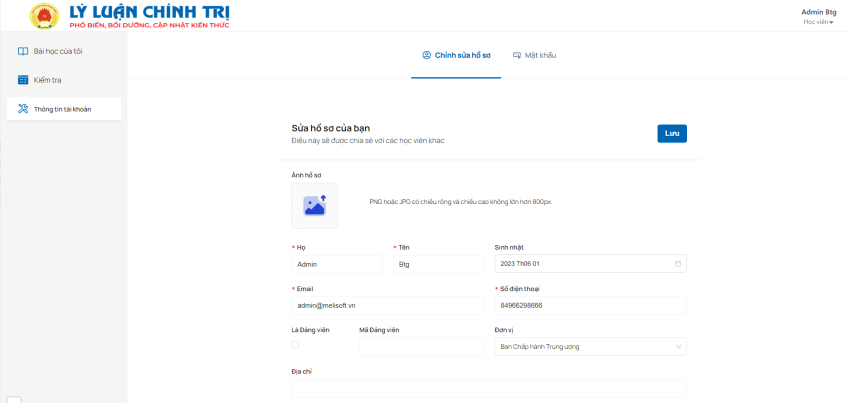 LÝ LUẬN CHÍNH TRỊ
PHỔ BIẾN, BỒI DƯỠNG, CẬP NHẬT KIẾN THỨC
Admin Btg
Học viên
Bài học của tôi
Kiểm tra
Thông tin tài khoản
Chỉnh sửa hồ sơ
Mật khẩu
Sửa hồ sơ của bạn
Điều này sẽ được chia sẻ với các học viên khác
Lưu
Ảnh hồ sơ
PNG hoặc JPG có chiều rộng và chiều cao không lớn hơn 800px.
* Họ
* Tên
Sinh nhật
Admin
Btg
2023 Th06 01
* Email
* Số điện thoại
admin@melisoft.vn
84966298666
Là Đảng viên
Mã Đảng viên
Đơn vị
Ban Chấp hành Trung ương
Địa chỉ